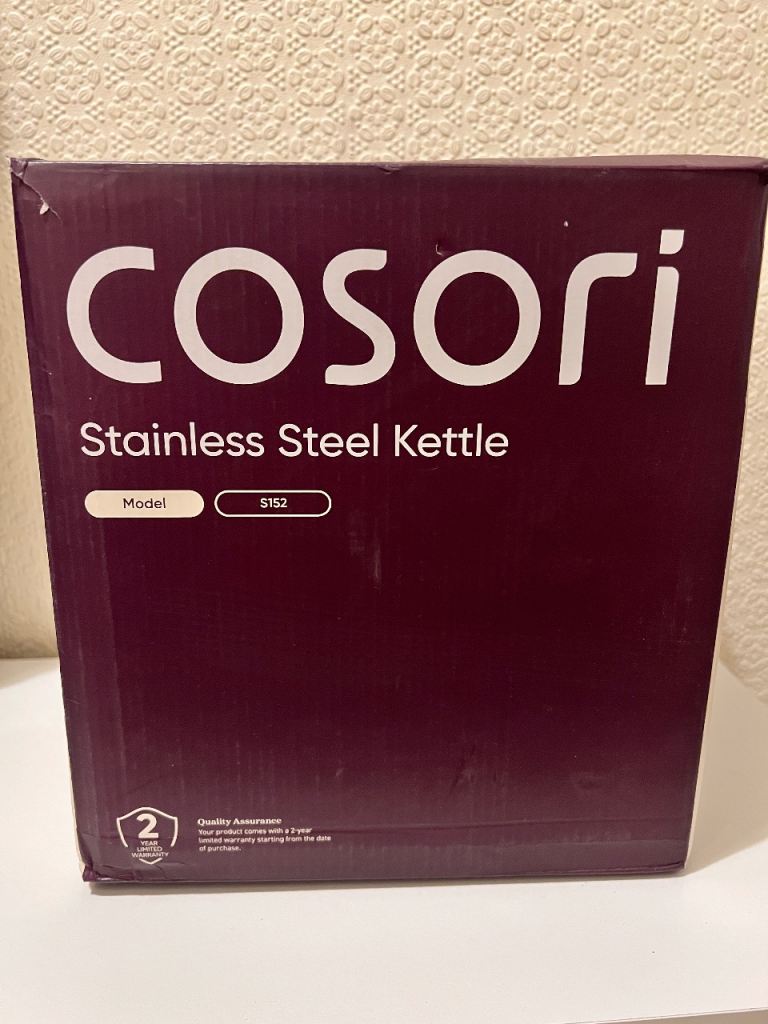 cosori
Stainless Steel Kettle
Model S152
2
YEAR
LIMITED
WARRANTY
Quality Assurance
Your product comes with a 2-year
limited warranty starting from the date
of purchase.